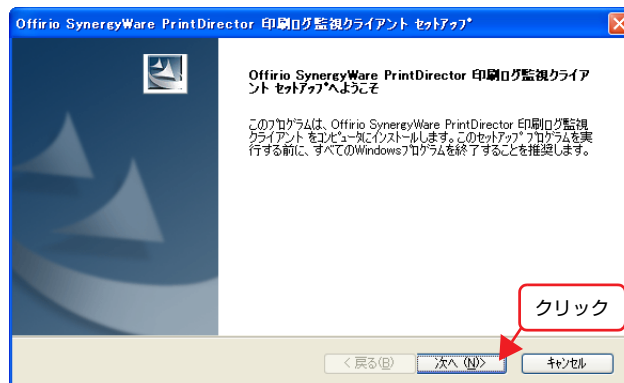 Offirio SynergyWare PrintDirector 印刷ログ監視クライアント セットアップ
Offirio SynergyWare PrintDirector 印刷ログ監視クライア
ント セットアップへようこそ
このプログラムは、Offirio SynergyWare PrintDirector 印刷ログ監視
クライアント をコンピュータにインストールします。このセットアップ プログラムを実
行する前に、すべてのWindowsプログラムを終了することを推奨します。
クリック
< 戻る(B)
次へ (N)>
キャンセル